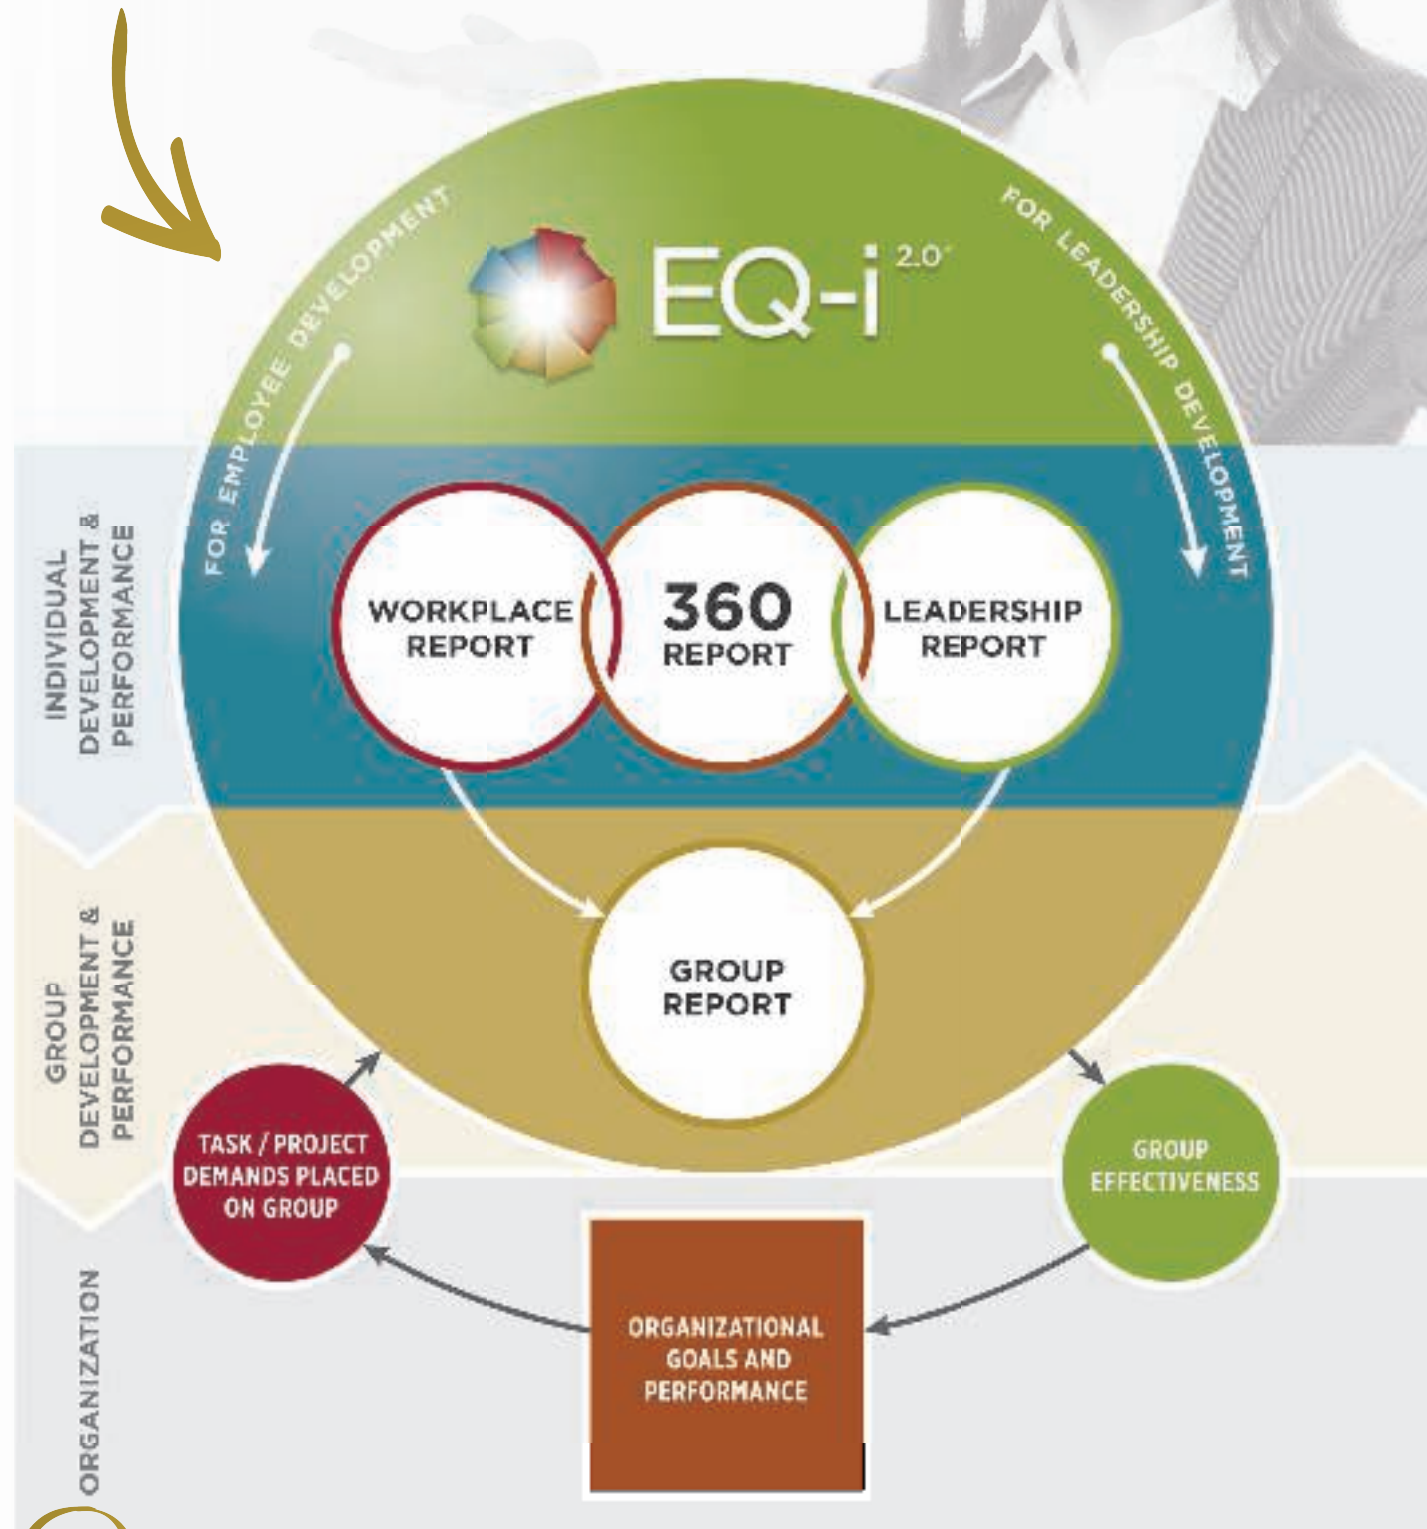 FOR EMPLOYEE DEVELOPMENT
FOR LEADERSHIP DEVELOPMENT
EQ-i 2.0
INDIVIDUAL
DEVELOPMENT &
PERFORMANCE
WORKPLACE
REPORT
360
REPORT
LEADERSHIP
REPORT
GROUP
DEVELOPMENT &
PERFORMANCE
GROUP
REPORT
TASK / PROJECT
DEMANDS PLACED
ON GROUP
GROUP
EFFECTIVENESS
ORGANIZATION
ORGANIZATIONAL
GOALS AND
PERFORMANCE